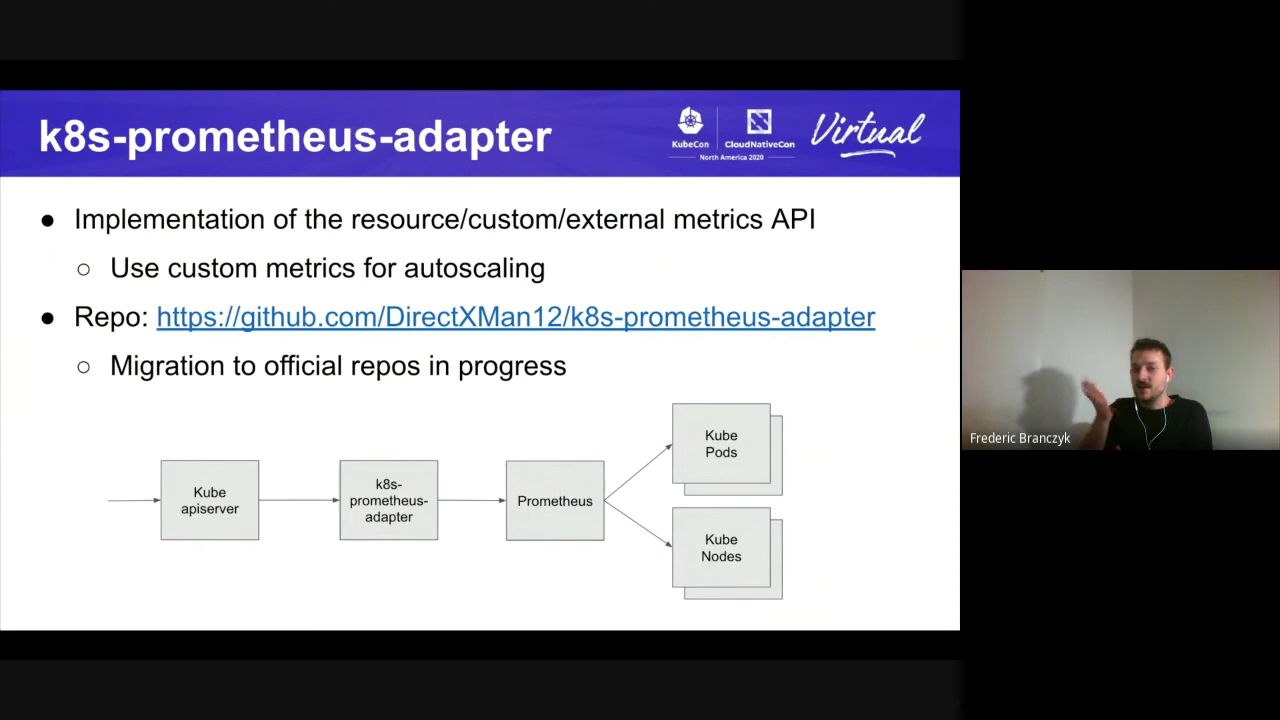 k8s-prometheus-adapter
KubeCon
CloudNativeCon
North America 2020
Virtual
● Implementation of the resource/custom/external metrics API
○ Use custom metrics for autoscaling
● Repo: https://github.com/DirectXMan12/k8s-prometheus-adapter
○ Migration to official repos in progress
Kube
apiserver
k8s-
prometheus-
adapter
Prometheus
Kube
Pods
Kube
Nodes
Frederic Branczyk